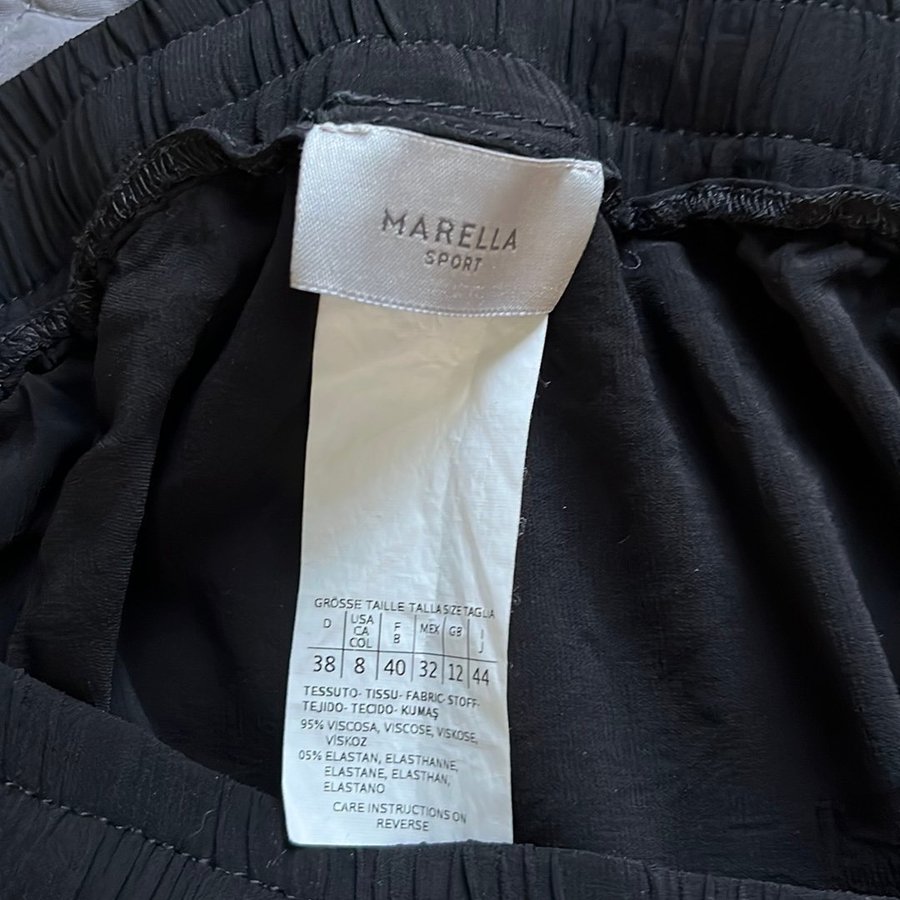 MARELLA
SPORT
GRÖSSE TAILLE TALLA SIZE TAGLIA
D USA CA COL F B MEX GB I J
38 8 40 32 12 44
TESSUTO- TISSU- FABRIC- STOFF-
TEJIDO- TECIDO- KUMAŞ
95% VISCOSA, VISCOSE, VISKOSE,
VİSKOZ
05% ELASTAN, ELASTHANNE,
ELASTANE, ELASTHAN,
ELASTANO
CARE INSTRUCTIONS ON
REVERSE